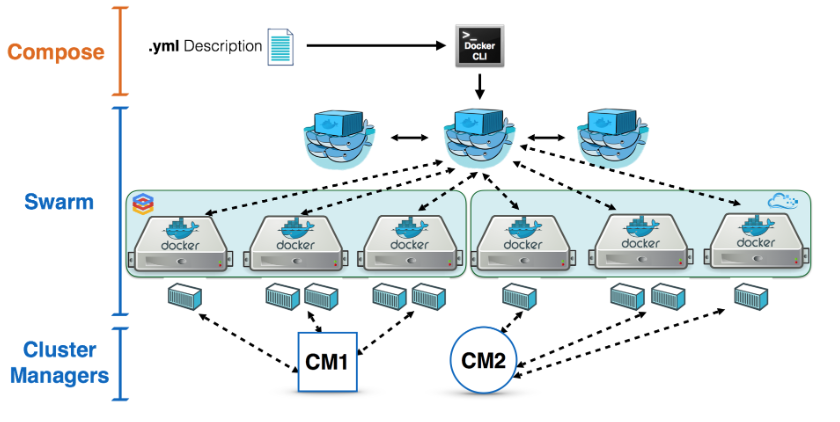 Compose
.yml Description
>_
Docker
CLI
Swarm
docker
docker
docker
docker
docker
docker
Cluster
Managers
CM1
CM2